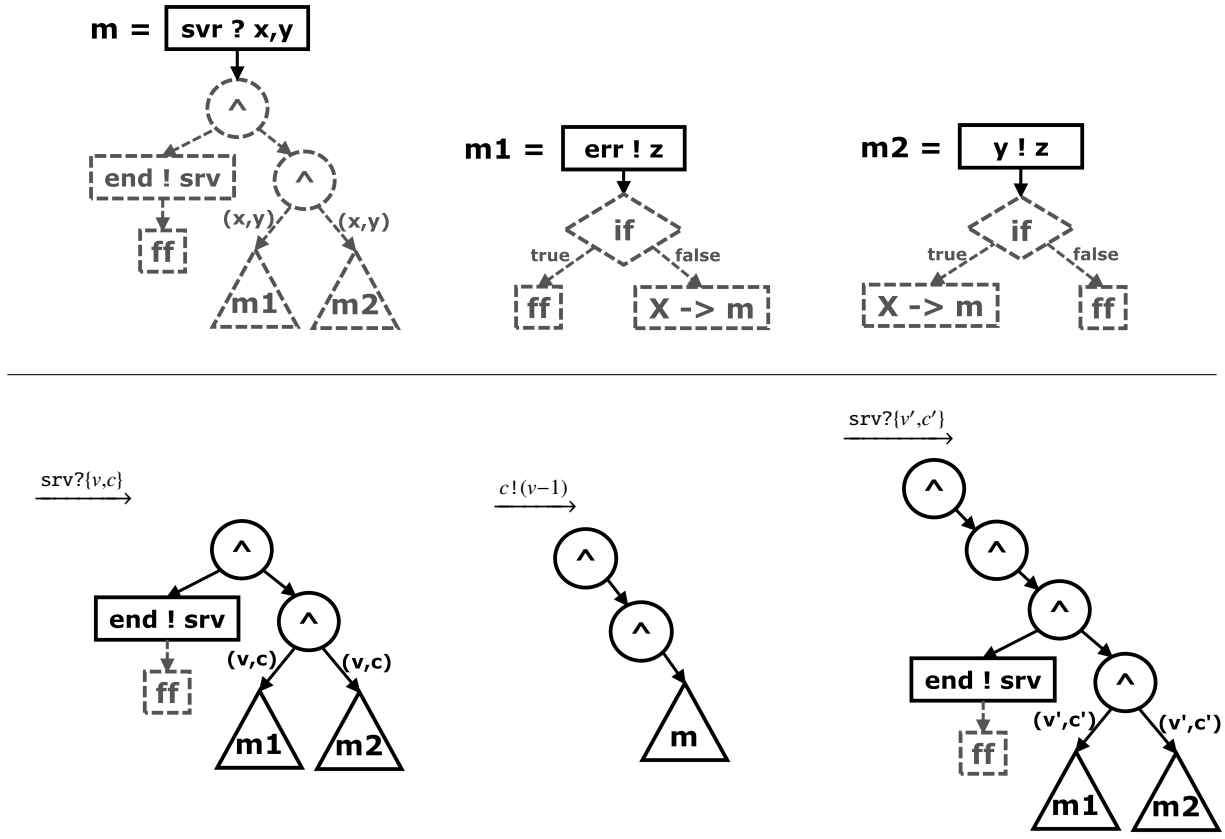 m = svr ? x,y
^
end ! srv
^
ff
(x,y) (x,y)
m1 m2
m1 = err ! z
if
true false
ff X -> m
m2 = y ! z
if
true false
X -> m ff
srv?{v,c}
^
end ! srv
^
ff
(v,c) (v,c)
m1 m2
c!(v−1)
^
^
m
srv?{v′,c′}
^
^
^
end ! srv
^
ff
(v',c') (v',c')
m1 m2